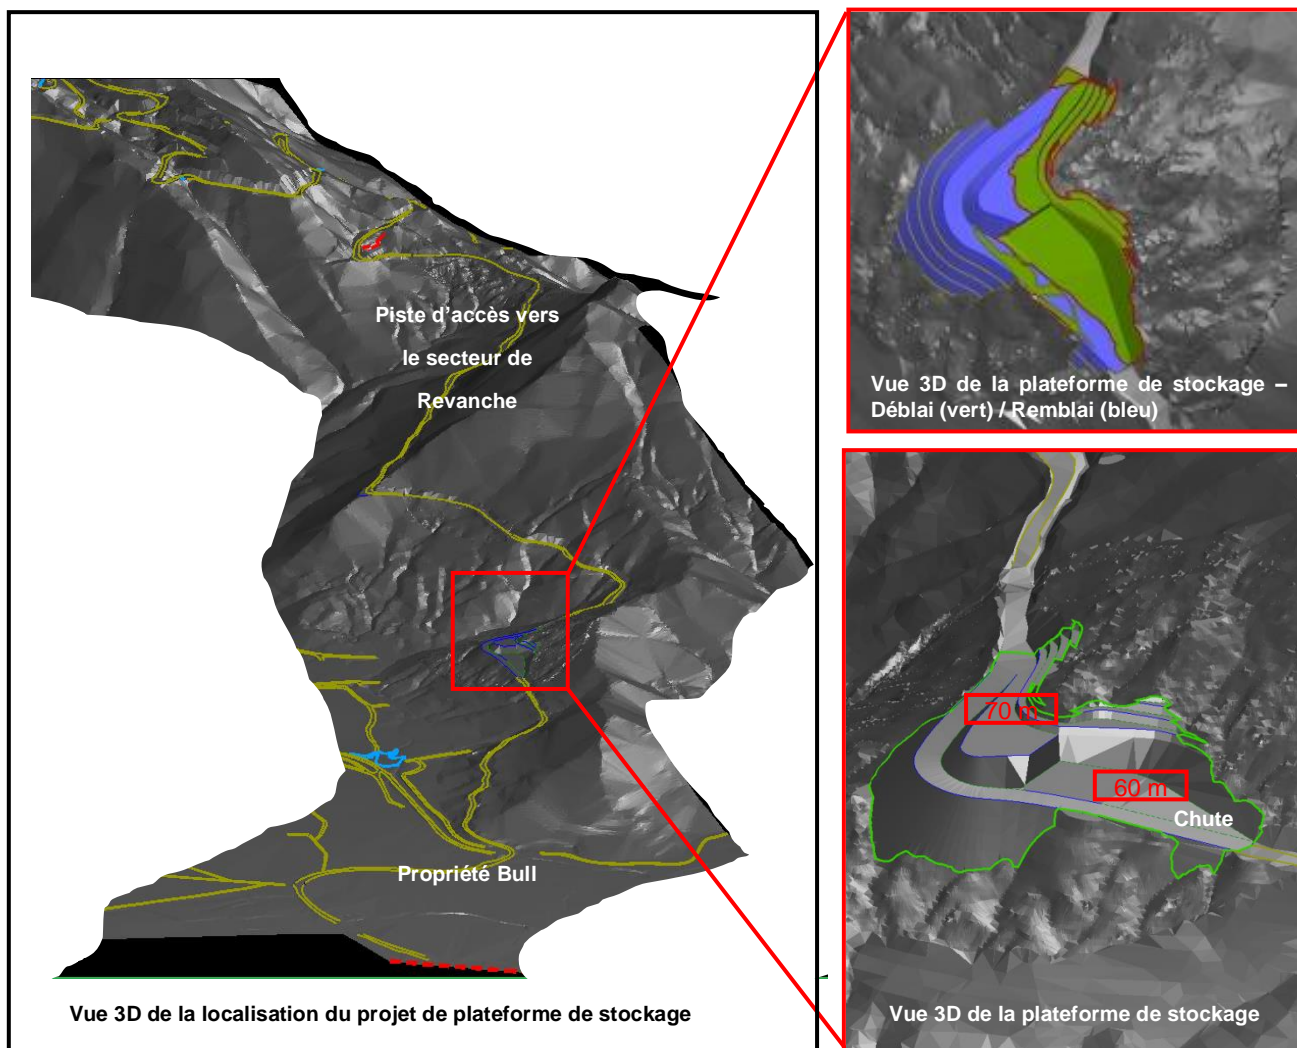 Piste d'accès vers
le secteur de
Revanche
Propriété Bull
Vue 3D de la localisation du projet de plateforme de stockage
Vue 3D de la plateforme de stockage –
Déblai (vert) / Remblai (bleu)
70 m
60 m
Chute
Vue 3D de la plateforme de stockage